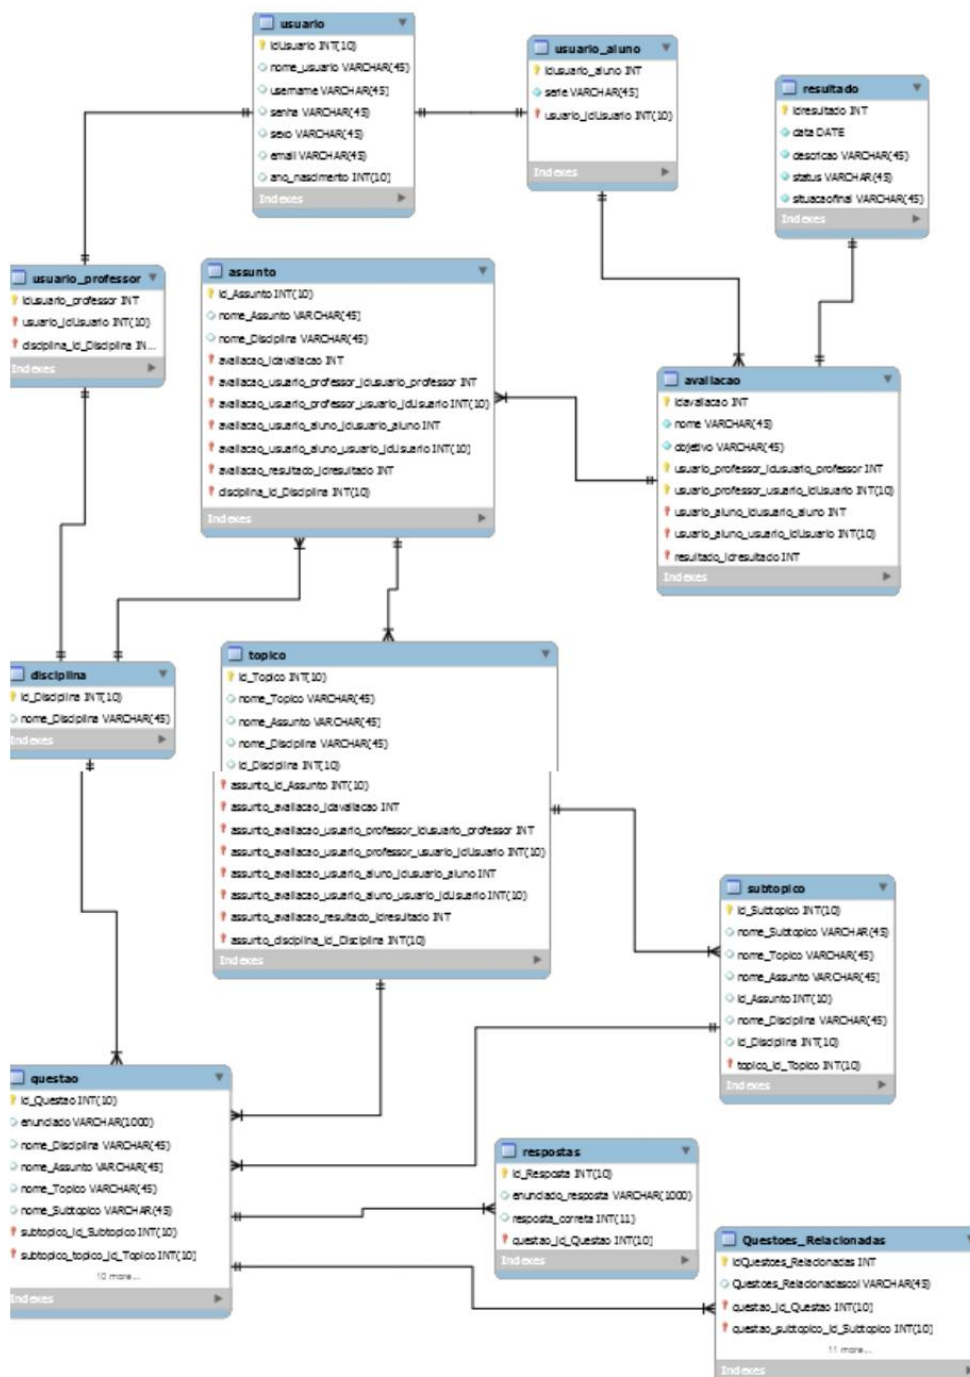 usuario
idUsuario INT(10)
nome_usuario VARCHAR(45)
username VARCHAR(45)
senha VARCHAR(45)
sexo VARCHAR(45)
email VARCHAR(45)
ano_nascimento INT(10)
Indexes
usuario_aluno
idusuario_aluno INT
serie VARCHAR(45)
usuario_idUsuario INT(10)
Indexes
resultado
idresultado INT
data DATE
descricao VARCHAR(45)
status VARCHAR(45)
situacaofinal VARCHAR(45)
Indexes
usuario_professor
idusuario_professor INT
usuario_idUsuario INT(10)
disciplina_id_Disciplina IN...
Indexes
assunto
id_Assunto INT(10)
nome_Assunto VARCHAR(45)
nome_Disciplina VARCHAR(45)
avaliacao_idavaliacao INT
avaliacao_usuario_professor_idusuario_professor INT
avaliacao_usuario_professor_usuario_idUsuario INT(10)
avaliacao_usuario_aluno_idusuario_aluno INT
avaliacao_usuario_aluno_usuario_idUsuario INT(10)
avaliacao_resultado_idresultado INT
disciplina_id_Disciplina INT(10)
Indexes
avaliacao
idavaliacao INT
nome VARCHAR(45)
objetivo VARCHAR(45)
usuario_professor_idusuario_professor INT
usuario_professor_usuario_idUsuario INT(10)
usuario_aluno_idusuario_aluno INT
usuario_aluno_usuario_idUsuario INT(10)
resultado_idresultado INT
Indexes
disciplina
id_Disciplina INT(10)
nome_Disciplina VARCHAR(45)
Indexes
topico
id_Topico INT(10)
nome_Topico VARCHAR(45)
nome_Assunto VARCHAR(45)
nome_Disciplina VARCHAR(45)
id_Disciplina INT(10)
assunto_id_Assunto INT(10)
assunto_avaliacao_idavaliacao INT
assunto_avaliacao_usuario_professor_idusuario_professor INT
assunto_avaliacao_usuario_professor_usuario_idUsuario INT(10)
assunto_avaliacao_usuario_aluno_idusuario_aluno INT
assunto_avaliacao_usuario_aluno_usuario_idUsuario INT(10)
assunto_avaliacao_resultado_idresultado INT
assunto_disciplina_id_Disciplina INT(10)
Indexes
subtopico
id_Subtopico INT(10)
nome_Subtopico VARCHAR(45)
nome_Topico VARCHAR(45)
nome_Assunto VARCHAR(45)
id_Assunto INT(10)
nome_Disciplina VARCHAR(45)
id_Disciplina INT(10)
topico_id_Topico INT(10)
Indexes
questao
id_Questao INT(10)
enunciado VARCHAR(1000)
nome_Disciplina VARCHAR(45)
nome_Assunto VARCHAR(45)
nome_Topico VARCHAR(45)
nome_Subtopico VARCHAR(45)
subtopico_id_Subtopico INT(10)
subtopico_topico_id_Topico INT(10)
10 more...
Indexes
respostas
id_Resposta INT(10)
enunciado_resposta VARCHAR(1000)
resposta_correta INT(11)
questao_id_Questao INT(10)
Indexes
Questoes_Relacionadas
idQuestoes_Relacionadas INT
Questoes_Relacionadascol VARCHAR(45)
questao_id_Questao INT(10)
questao_subtopico_id_Subtopico INT(10)
11 more...
Indexes